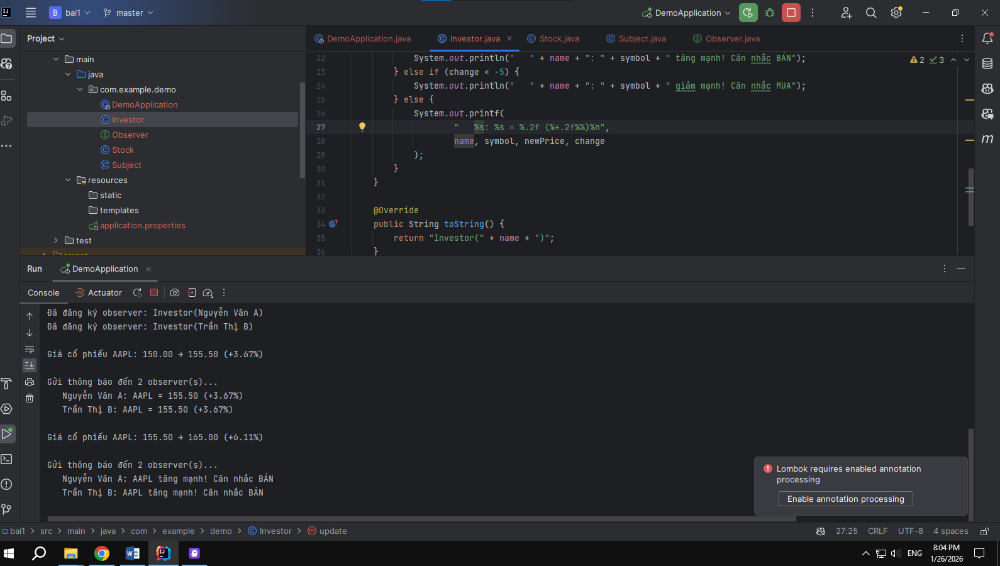 B bai1
master
DemoApplication
Project
main
java
com.example.demo
DemoApplication
Investor
Observer
Stock
Subject
resources
static
templates
application.properties
test
target
DemoApplication.java
Investor.java
Stock.java
Subject.java
Observer.java
2 3
22 System.out.println("   " + name + ": " + symbol + " tăng mạnh! Cân nhắc BÁN");
23 } else if (change < -5) {
24 System.out.println("   " + name + ": " + symbol + " giảm mạnh! Cân nhắc MUA");
25 } else {
26 System.out.printf(
27 "   %s: %s = %.2f (%+.2f%%)%n",
28 name, symbol, newPrice, change
29 );
30 }
31 }
32
33 @Override
34 public String toString() {
35 return "Investor(" + name + ")";
36 }
Run
DemoApplication
Console
Actuator
Đã đăng ký observer: Investor(Nguyễn Văn A)
Đã đăng ký observer: Investor(Trần Thị B)
Giá cổ phiếu AAPL: 150.00 → 155.50 (+3.67%)
Gửi thông báo đến 2 observer(s)...
Nguyễn Văn A: AAPL = 155.50 (+3.67%)
Trần Thị B: AAPL = 155.50 (+3.67%)
Giá cổ phiếu AAPL: 155.50 → 165.00 (+6.11%)
Gửi thông báo đến 2 observer(s)...
Nguyễn Văn A: AAPL tăng mạnh! Cân nhắc BÁN
Trần Thị B: AAPL tăng mạnh! Cân nhắc BÁN
Lombok requires enabled annotation
processing
Enable annotation processing
bai1 > src > main > java > com > example > demo > Investor > update
27:25 CRLF UTF-8 4 spaces
ENG
8:04 PM
1/26/2026